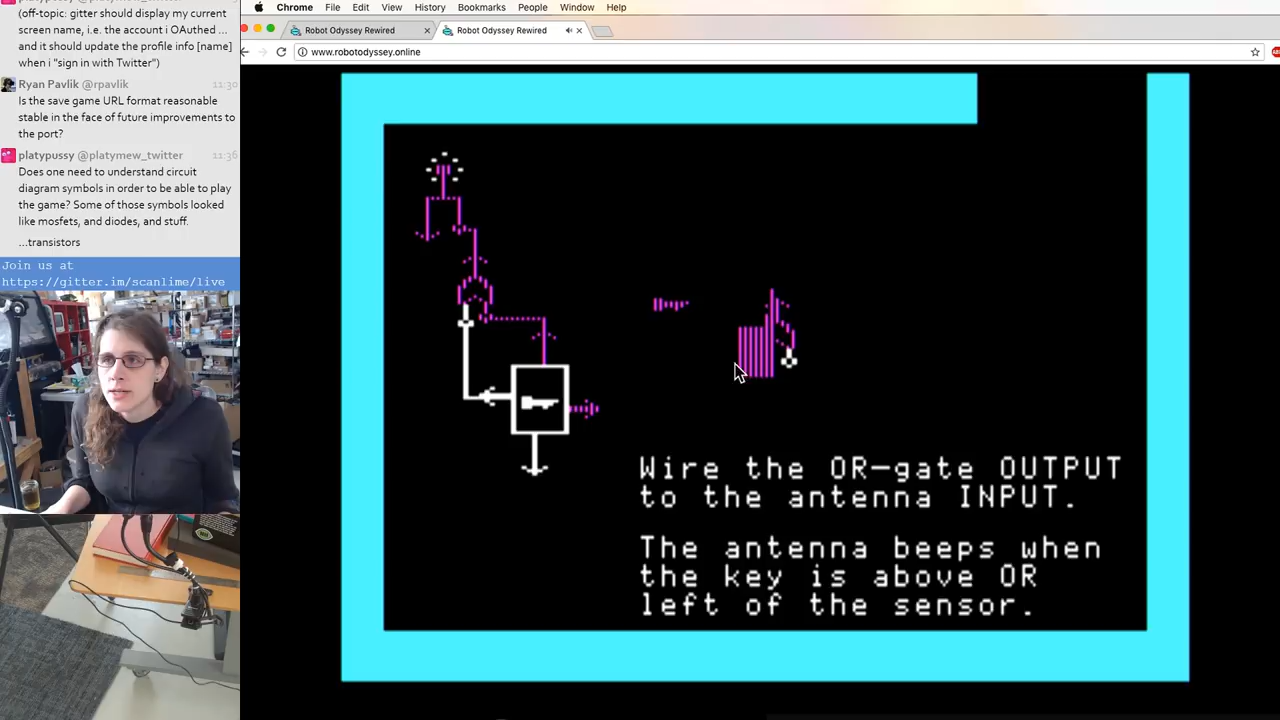 (off-topic: gitter should display my current
screen name, i.e. the account i OAuthed ...
and it should update the profile info [name]
when i "sign in with Twitter")
Ryan Pavlik @rpavlik 11:30
Is the save game URL format reasonable
stable in the face of future improvements to
the port?
platypussy @platymew_twitter 11:36
Does one need to understand circuit
diagram symbols in order to be able to play
the game? Some of those symbols looked
like mosfets, and diodes, and stuff.
...transistors
Join us at
https://gitter.im/scanlime/live
Chrome File Edit View History Bookmarks People Window Help
Robot Odyssey Rewired
Robot Odyssey Rewired
www.robotodyssey.online
Wire the OR-gate OUTPUT
to the antenna INPUT.
The antenna beeps when
the key is above OR
left of the sensor.